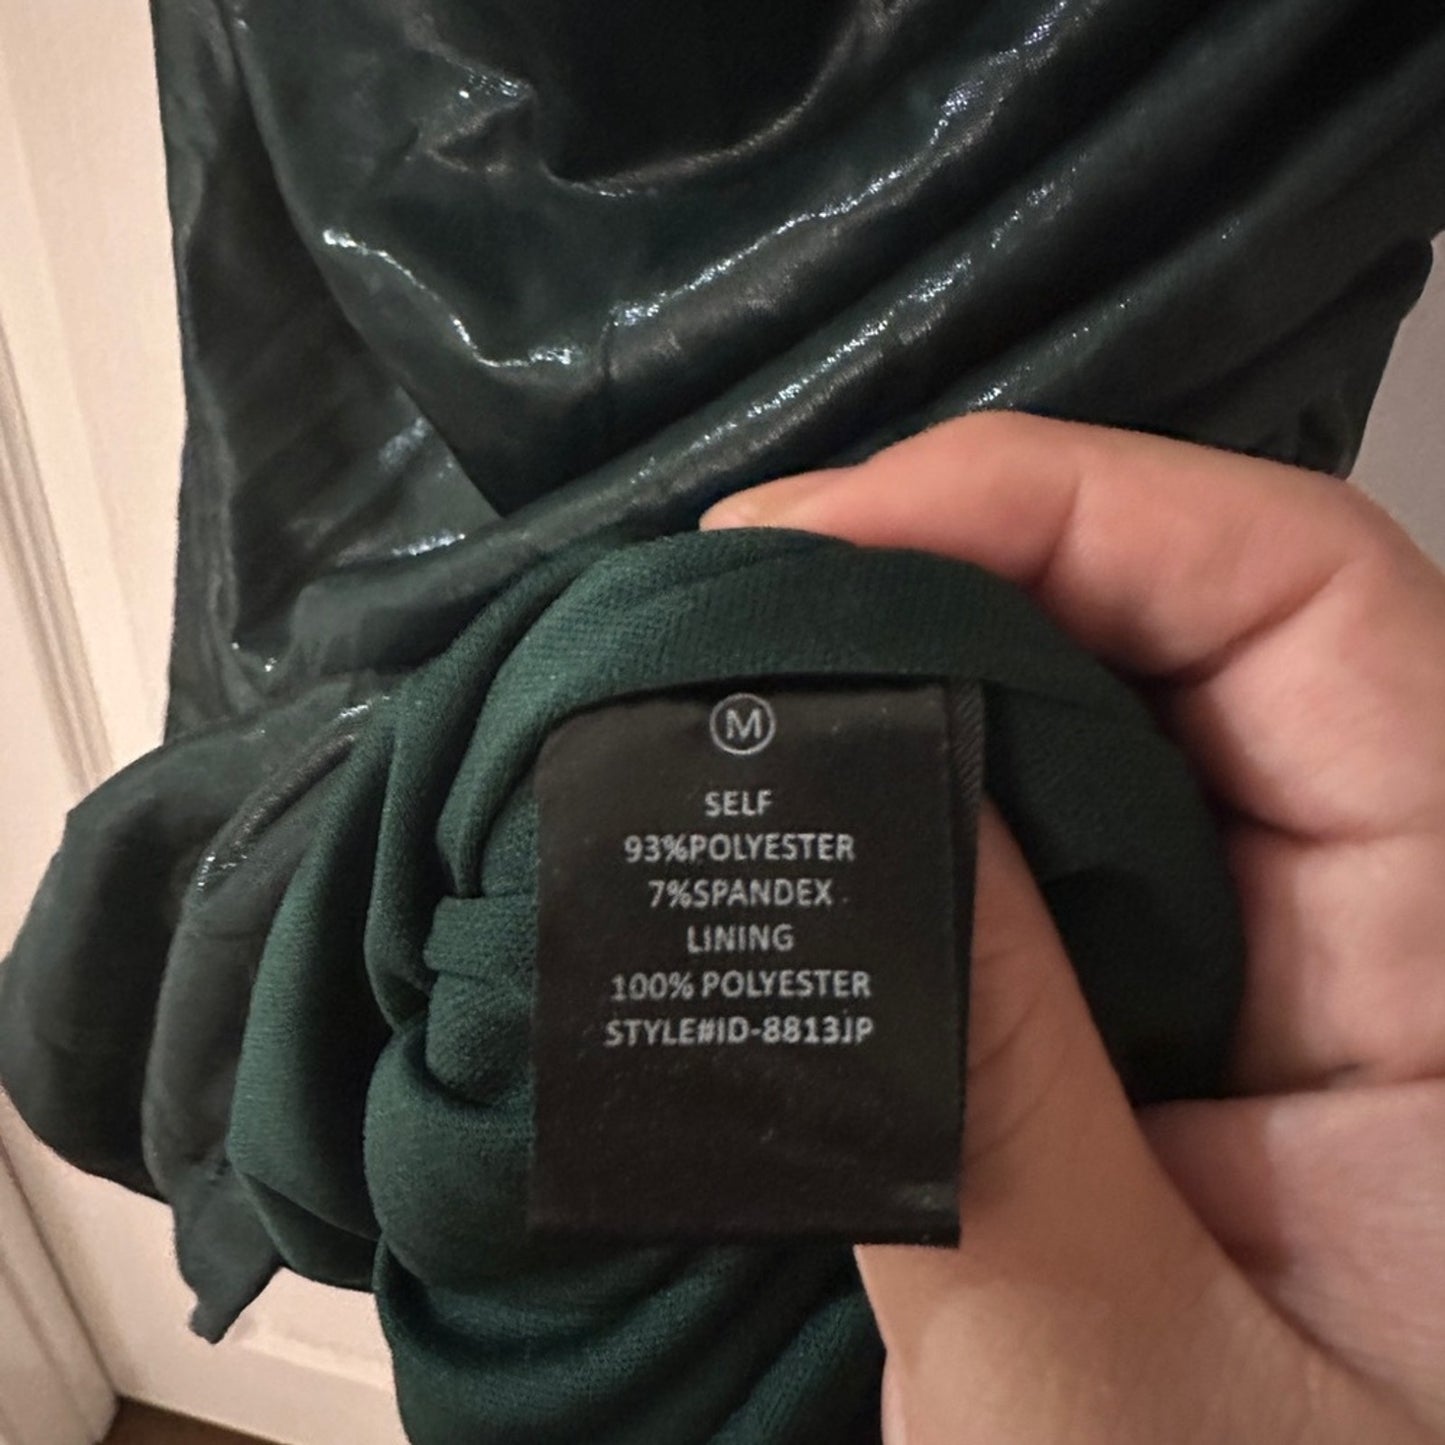 M
SELF
93%POLYESTER
7%SPANDEX
LINING
100% POLYESTER
STYLE#ID-8813JP